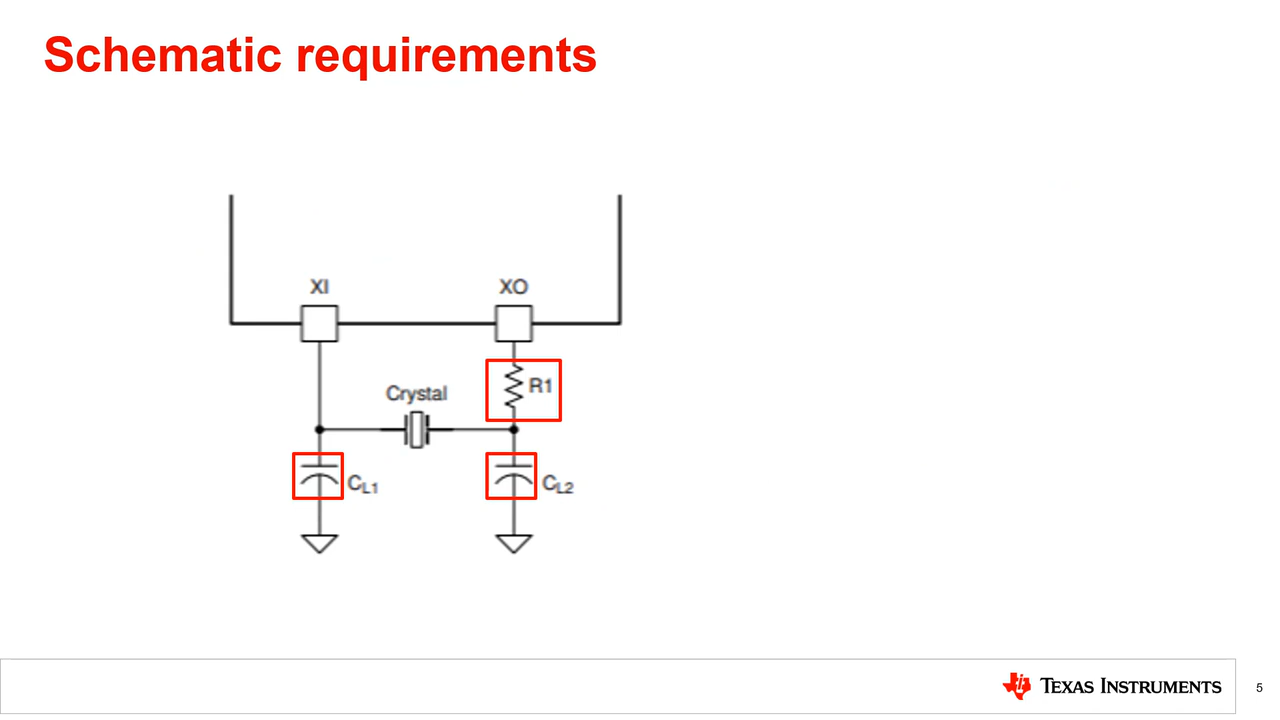 Schematic requirements
XI
XO
R1
Crystal
CL1
CL2
TEXAS INSTRUMENTS
5